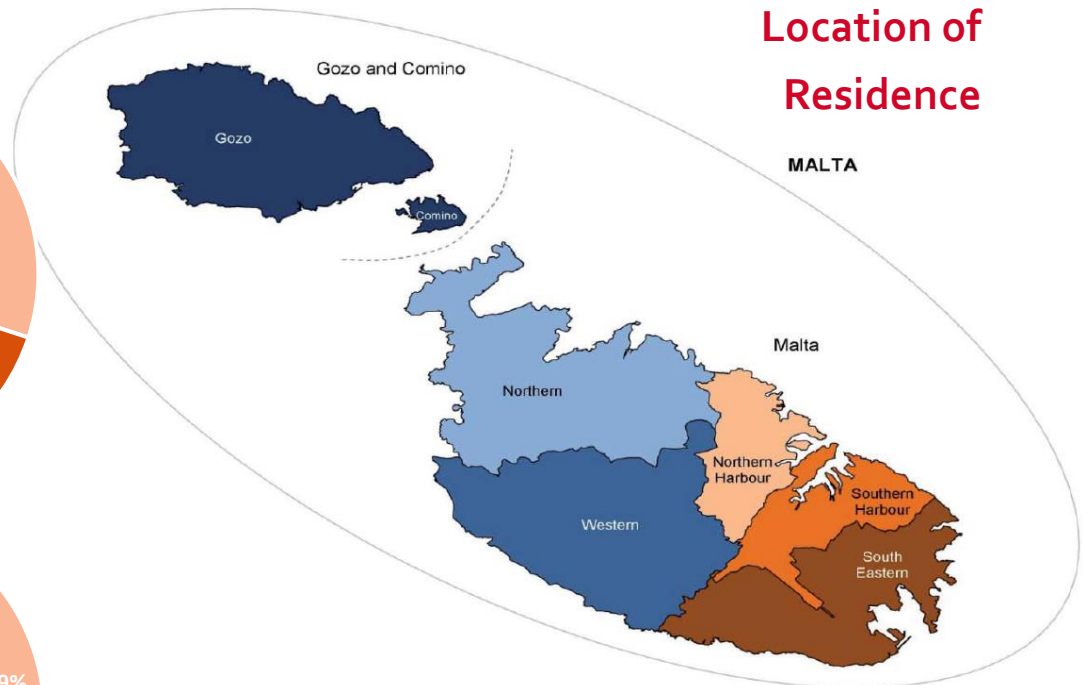 Location of
Residence
Gozo and Comino
Gozo
MALTA
Comino
Malta
Northern
Northern
Harbour
Southern
Harbour
Western
South
Eastern